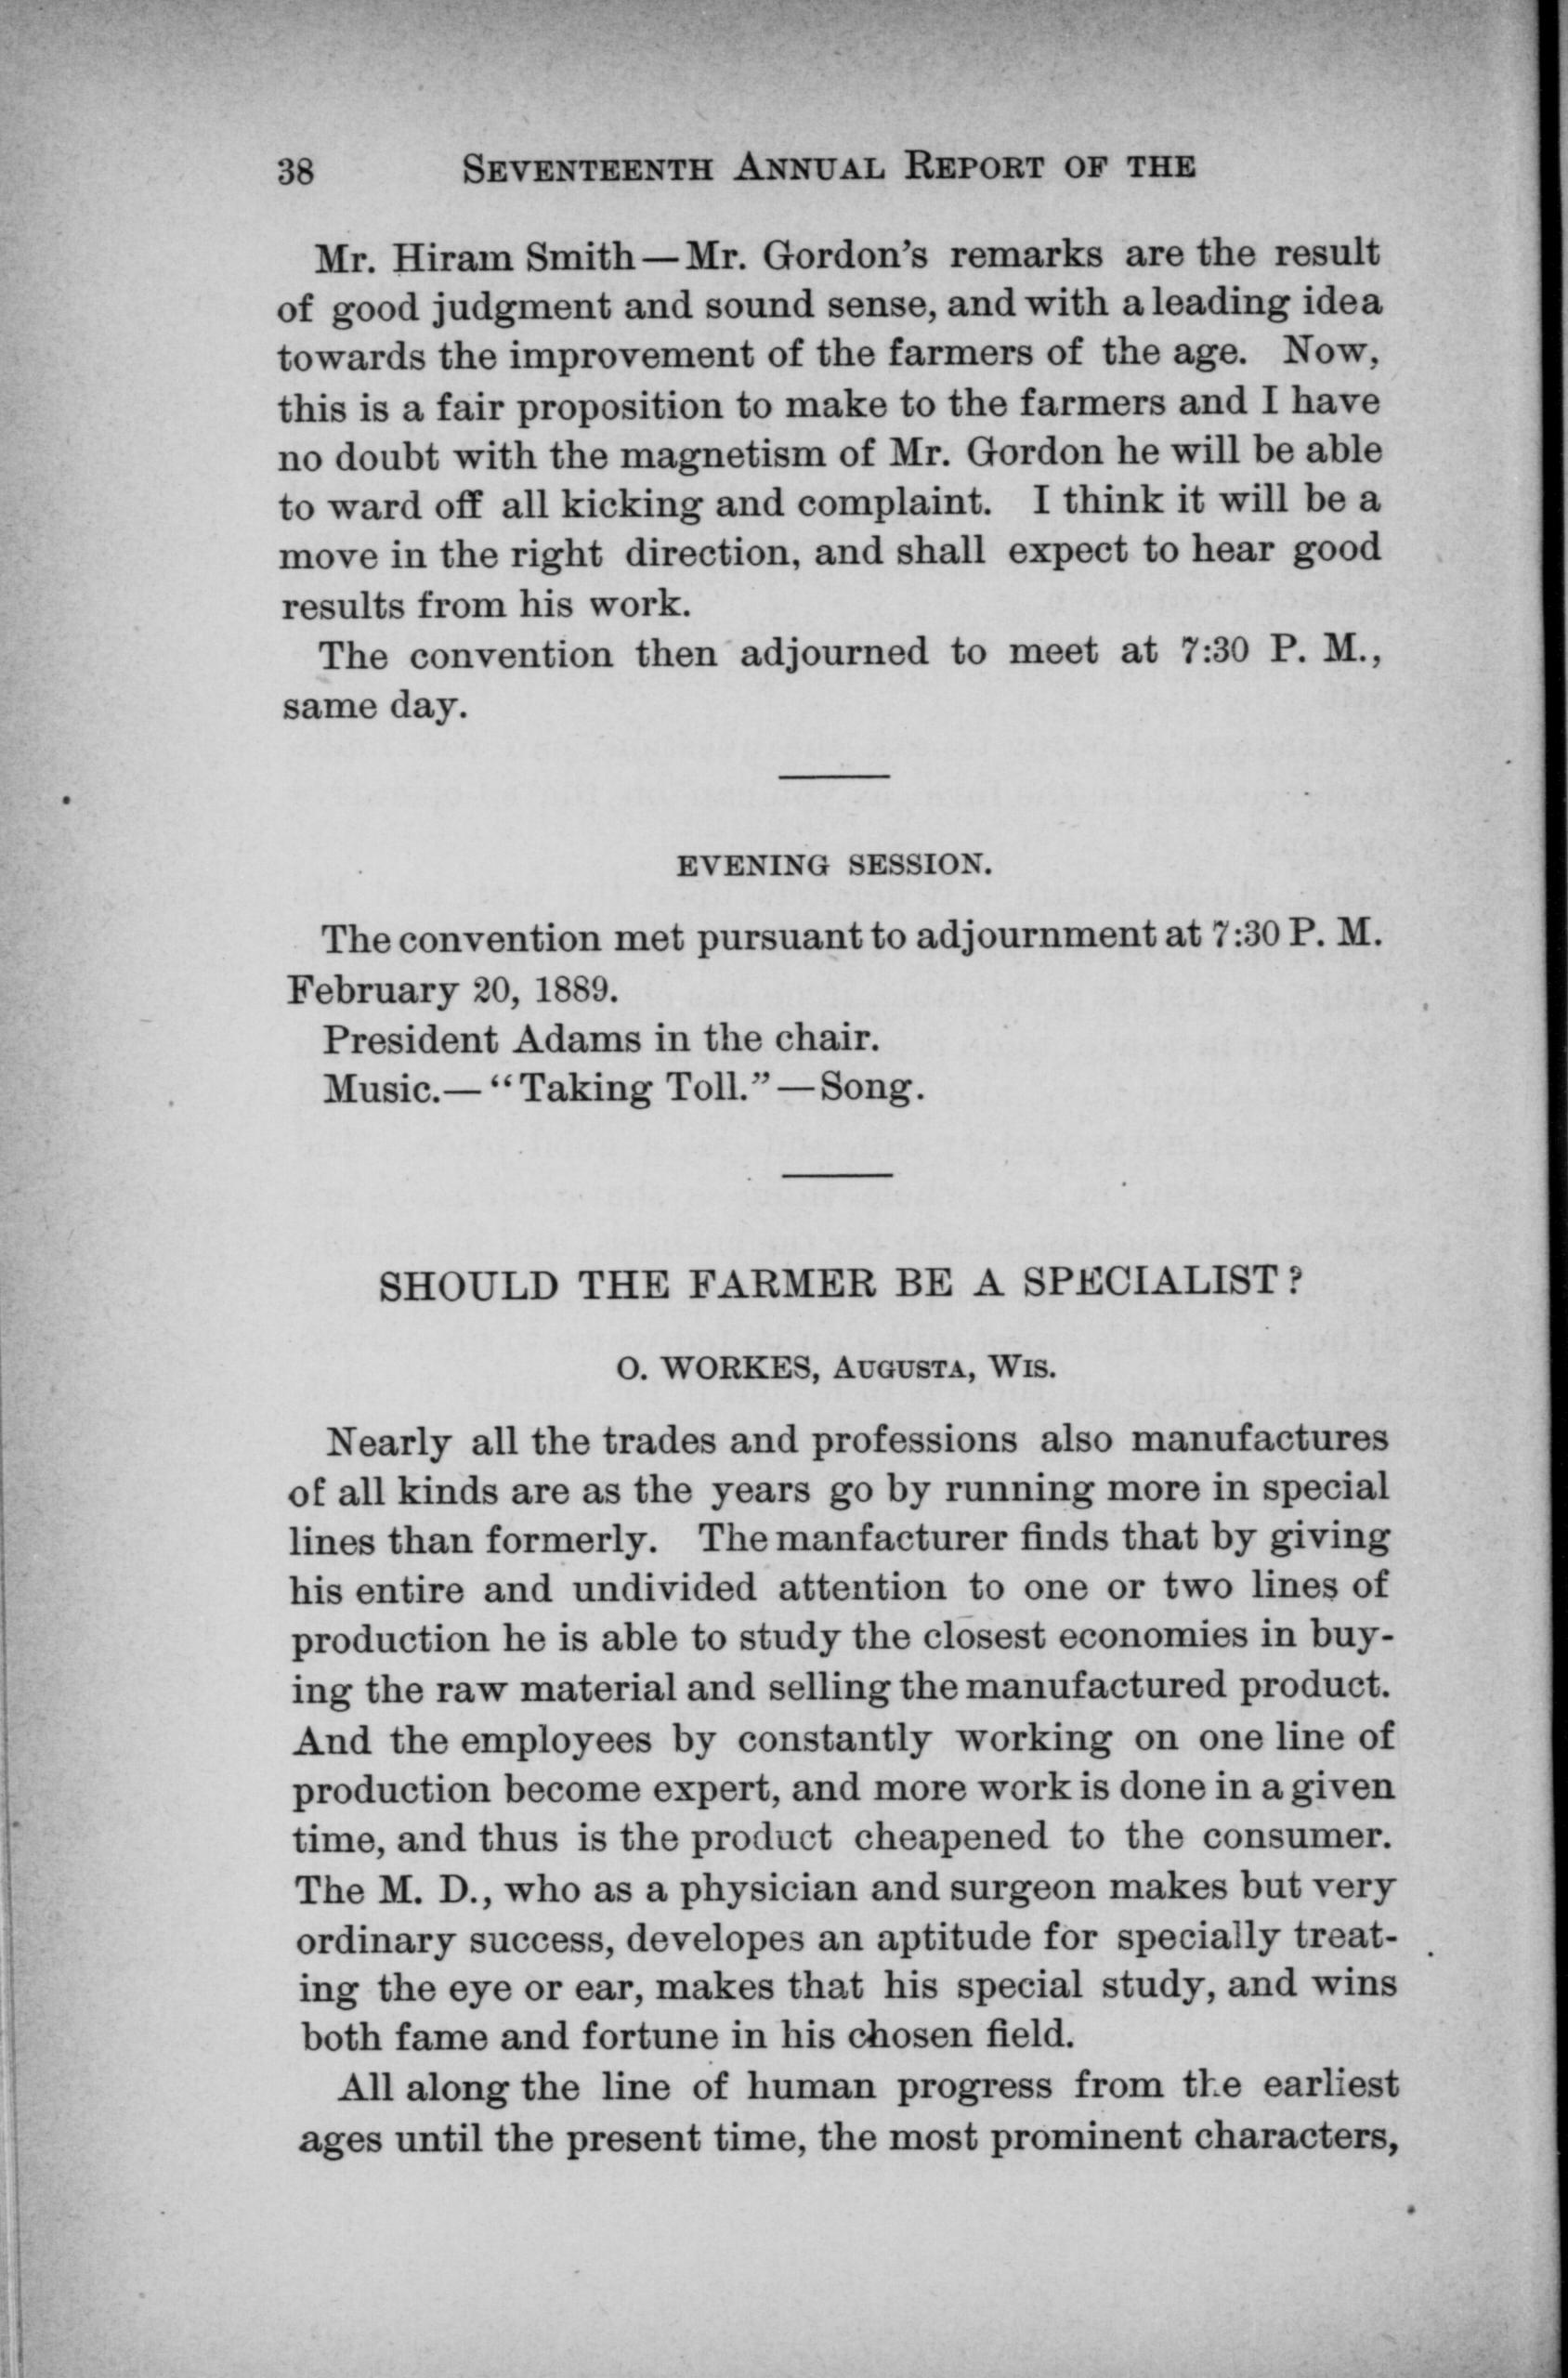 38 SEVENTEENTH ANNUAL REPORT OF THE
Mr. Hiram Smith—Mr. Gordon's remarks are the result
of good judgment and sound sense, and with a leading idea
towards the improvement of the farmers of the age. Now,
this is a fair proposition to make to the farmers and I have
no doubt with the magnetism of Mr. Gordon he will be able
to ward off all kicking and complaint. I think it will be a
move in the right direction, and shall expect to hear good
results from his work.
The convention then adjourned to meet at 7:30 P. M.,
same day.
EVENING SESSION.
The convention met pursuant to adjournment at 7:30 P. M.
February 20, 1889.
President Adams in the chair.
Music.—"Taking Toll."—Song.
SHOULD THE FARMER BE A SPECIALIST?
O. WORKES, AUGUSTA, WIS.
Nearly all the trades and professions also manufactures
of all kinds are as the years go by running more in special
lines than formerly. The manfacturer finds that by giving
his entire and undivided attention to one or two lines of
production he is able to study the closest economies in buy-
ing the raw material and selling the manufactured product.
And the employees by constantly working on one line of
production become expert, and more work is done in a given
time, and thus is the product cheapened to the consumer.
The M. D., who as a physician and surgeon makes but very
ordinary success, developes an aptitude for specially treat-
ing the eye or ear, makes that his special study, and wins
both fame and fortune in his chosen field.
All along the line of human progress from the earliest
ages until the present time, the most prominent characters,